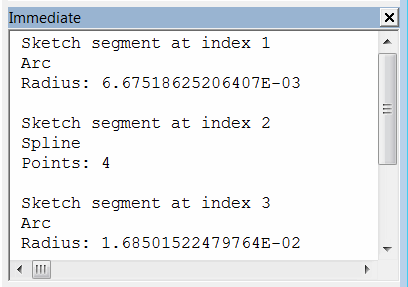 Immediate
Sketch segment at index 1
Arc
Radius: 6.67518625206407E-03
Sketch segment at index 2
Spline
Points: 4
Sketch segment at index 3
Arc
Radius: 1.68501522479764E-02